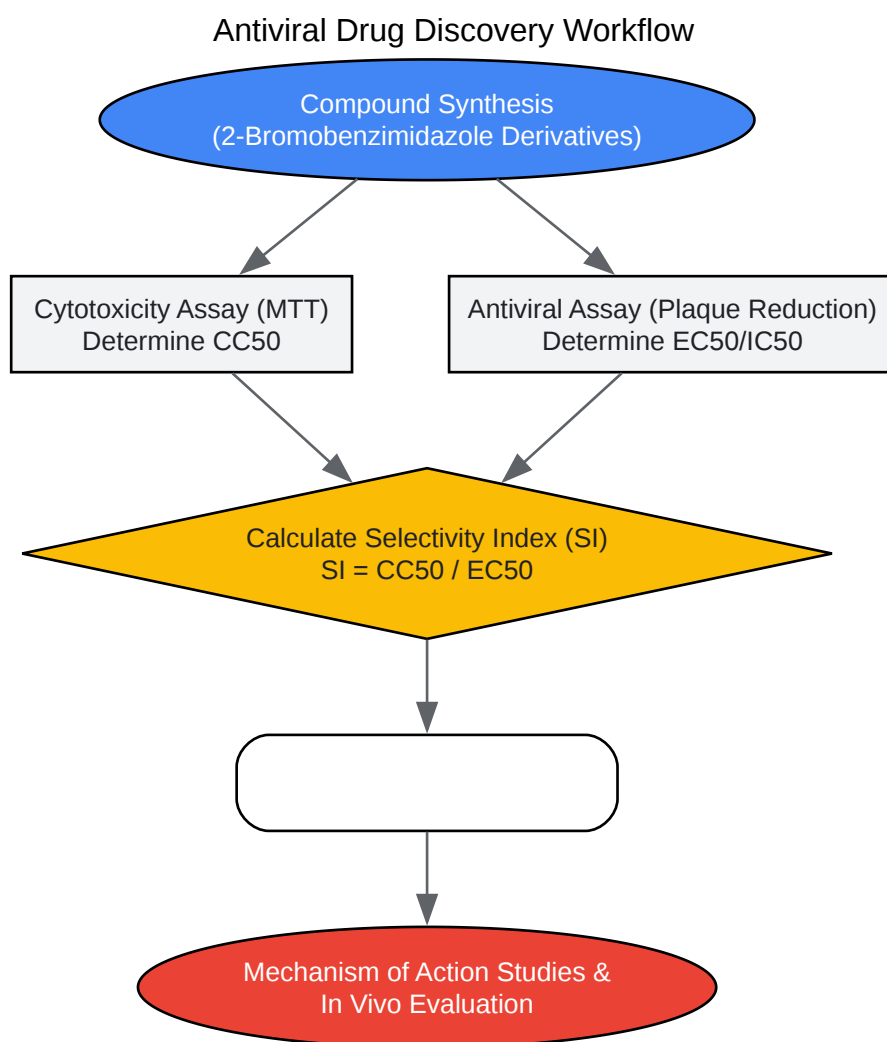 Antiviral Drug Discovery Workflow
Compound Synthesis
(2-Bromobenzimidazole Derivatives)
Cytotoxicity Assay (MTT)
Determine CC50
Antiviral Assay (Plaque Reduction)
Determine EC50/IC50
Calculate Selectivity Index (SI)
SI = CC50 / EC50
Mechanism of Action Studies &
In Vivo Evaluation